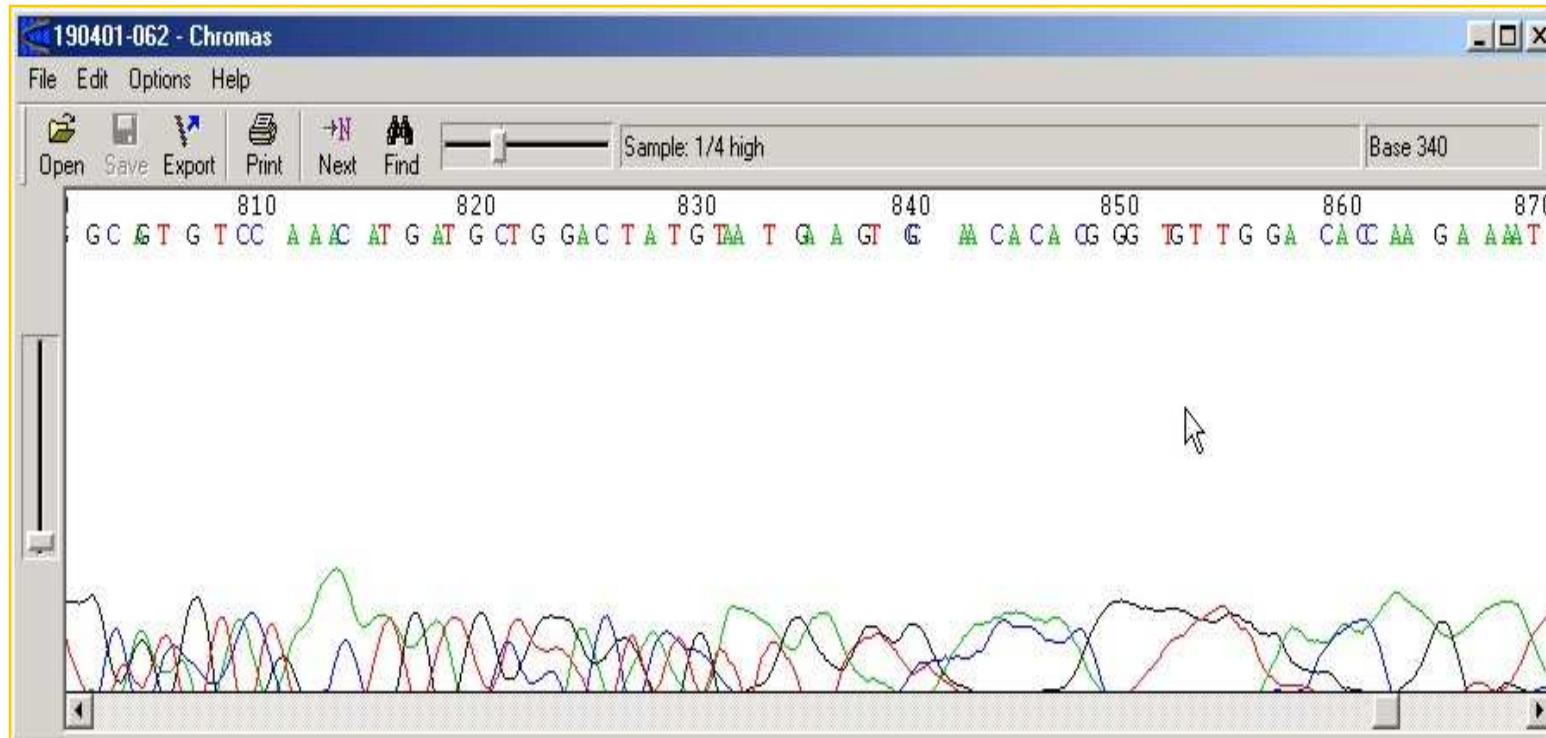 190401-062 - Chromas
File Edit Options Help
Open Save Export Print Next Find Sample: 1/4 high Base 340
810 820 830 840 850 860 870
G C A G T G T C C A A A C A T G A T G C T G G A C T A T G T A A T G A A G T G C A A C A C A C G G G T G T T G G A C A C C A A G A A A A T